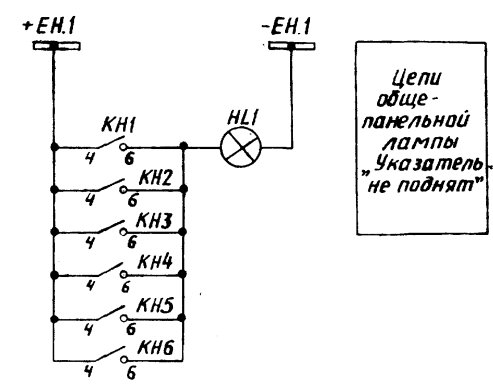 +EH.1
-EH.1
KH1
HL1
4 6
KH2
4 6
KH3
4 6
KH4
4 6
KH5
4 6
KH6
4 6
Цепи
обще-
панельной
лампы
„Указатель
не поднят"